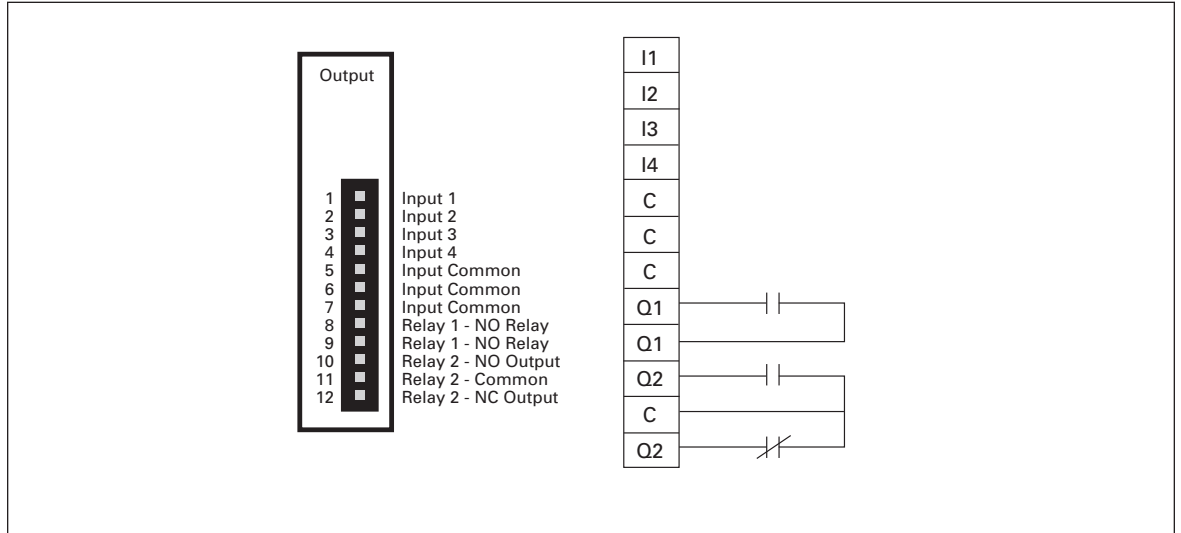 Output
1 Input 1
2 Input 2
3 Input 3
4 Input 4
5 Input Common
6 Input Common
7 Input Common
8 Relay 1 - NO Relay
9 Relay 1 - NO Relay
10 Relay 2 - NO Output
11 Relay 2 - Common
12 Relay 2 - NC Output
I1
I2
I3
I4
C
C
C
Q1
Q1
Q2
C
Q2